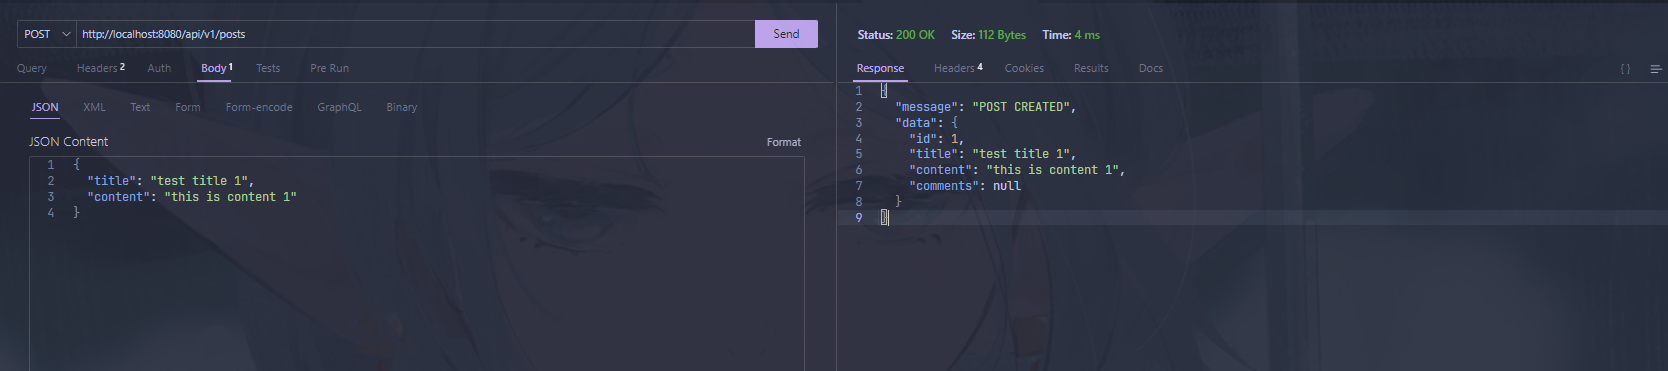 POST http://localhost:8080/api/v1/posts Send
Query Headers 2 Auth Body 1 Tests Pre Run
JSON XML Text Form Form-encode GraphQL Binary
JSON Content Format
1 {
2 "title": "test title 1",
3 "content": "this is content 1"
4 }
Status: 200 OK Size: 112 Bytes Time: 4 ms
Response Headers 4 Cookies Results Docs { }
1 {
2 "message": "POST CREATED",
3 "data": {
4 "id": 1,
5 "title": "test title 1",
6 "content": "this is content 1",
7 "comments": null
8 }
9 }